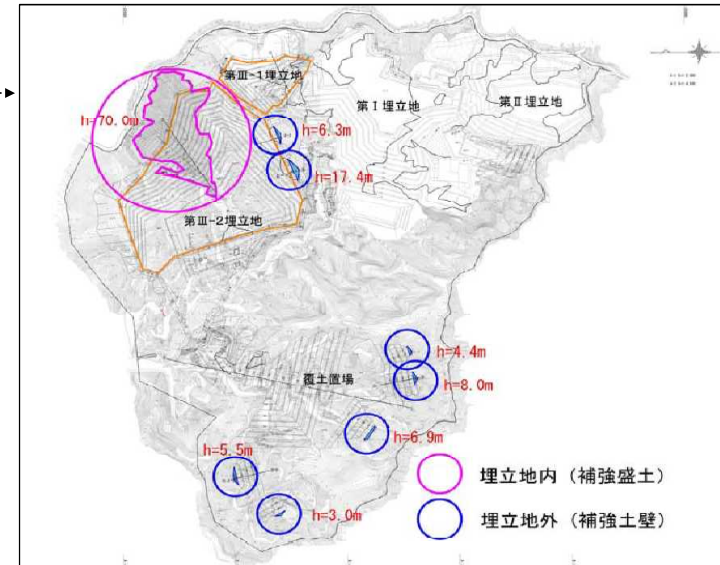 第Ⅲ-1埋立地
第Ⅰ埋立地
第Ⅱ埋立地
h=70.0m
h=6.3m
h=17.4m
第Ⅲ-2埋立地
h=4.4m
覆土置場
h=8.0m
h=6.9m
h=5.5m
埋立地内（補強盛土）
h=3.0m
埋立地外（補強土壁）